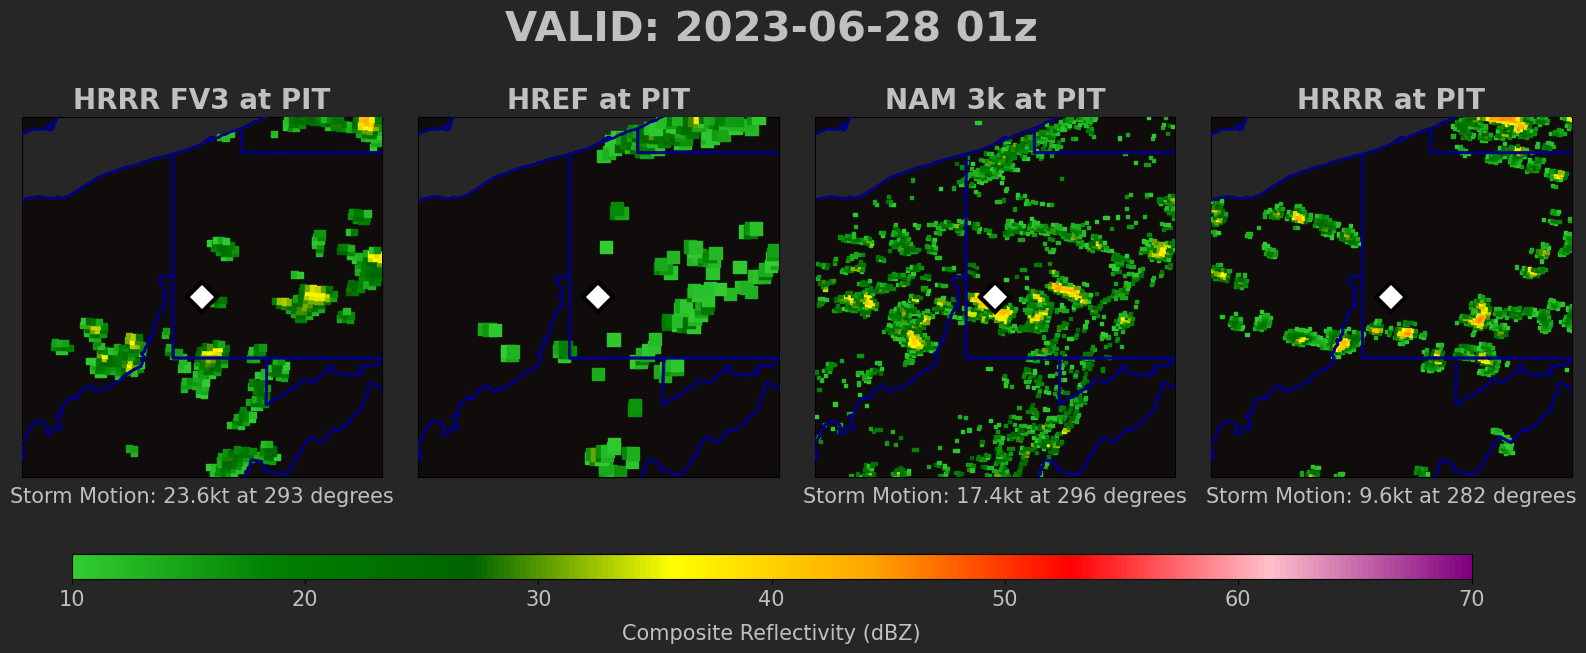 VALID: 2023-06-28 01z
HRRR FV3 at PIT
HREF at PIT
NAM 3k at PIT
HRRR at PIT
Storm Motion: 23.6kt at 293 degrees
Storm Motion: 17.4kt at 296 degrees
Storm Motion: 9.6kt at 282 degrees
10 20 30 40 50 60 70
Composite Reflectivity (dBZ)